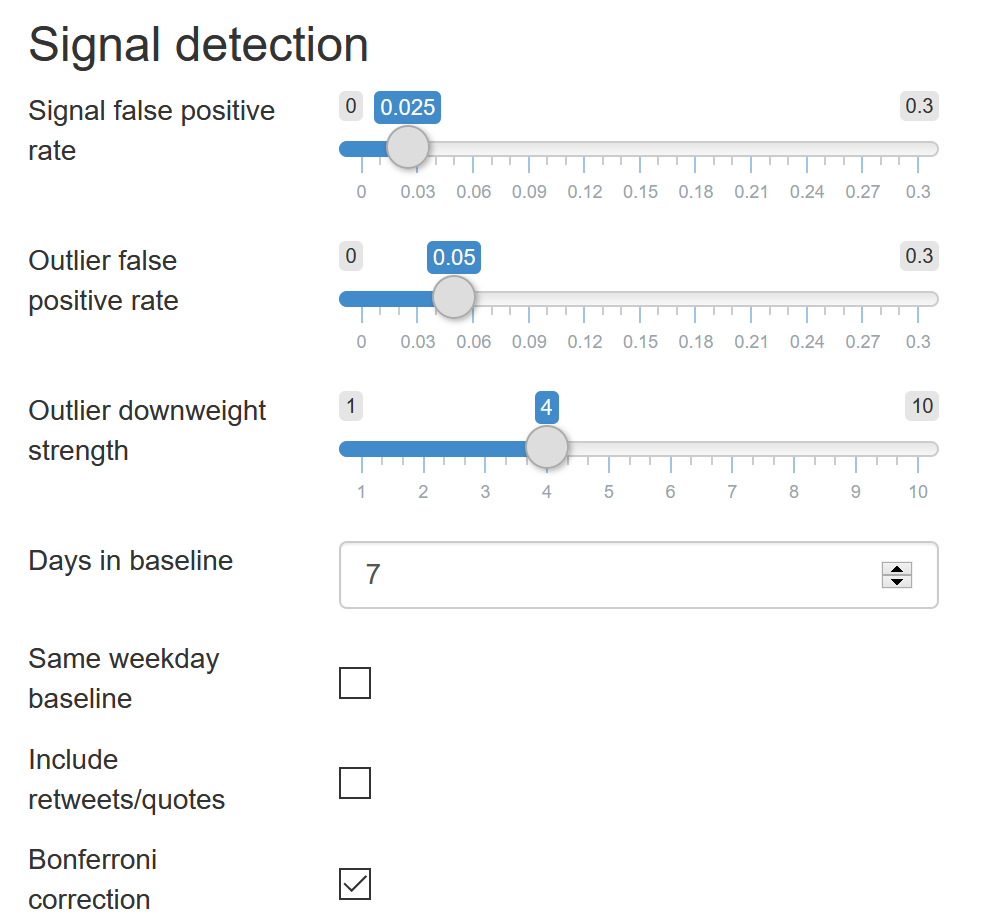 Signal detection
Signal false positive
rate
0 0.025 0.3
0 0.03 0.06 0.09 0.12 0.15 0.18 0.21 0.24 0.27 0.3
Outlier false
positive rate
0 0.05 0.3
0 0.03 0.06 0.09 0.12 0.15 0.18 0.21 0.24 0.27 0.3
Outlier downweight
strength
1 4 10
1 2 3 4 5 6 7 8 9 10
Days in baseline
7
Same weekday
baseline
Include
retweets/quotes
Bonferroni
correction